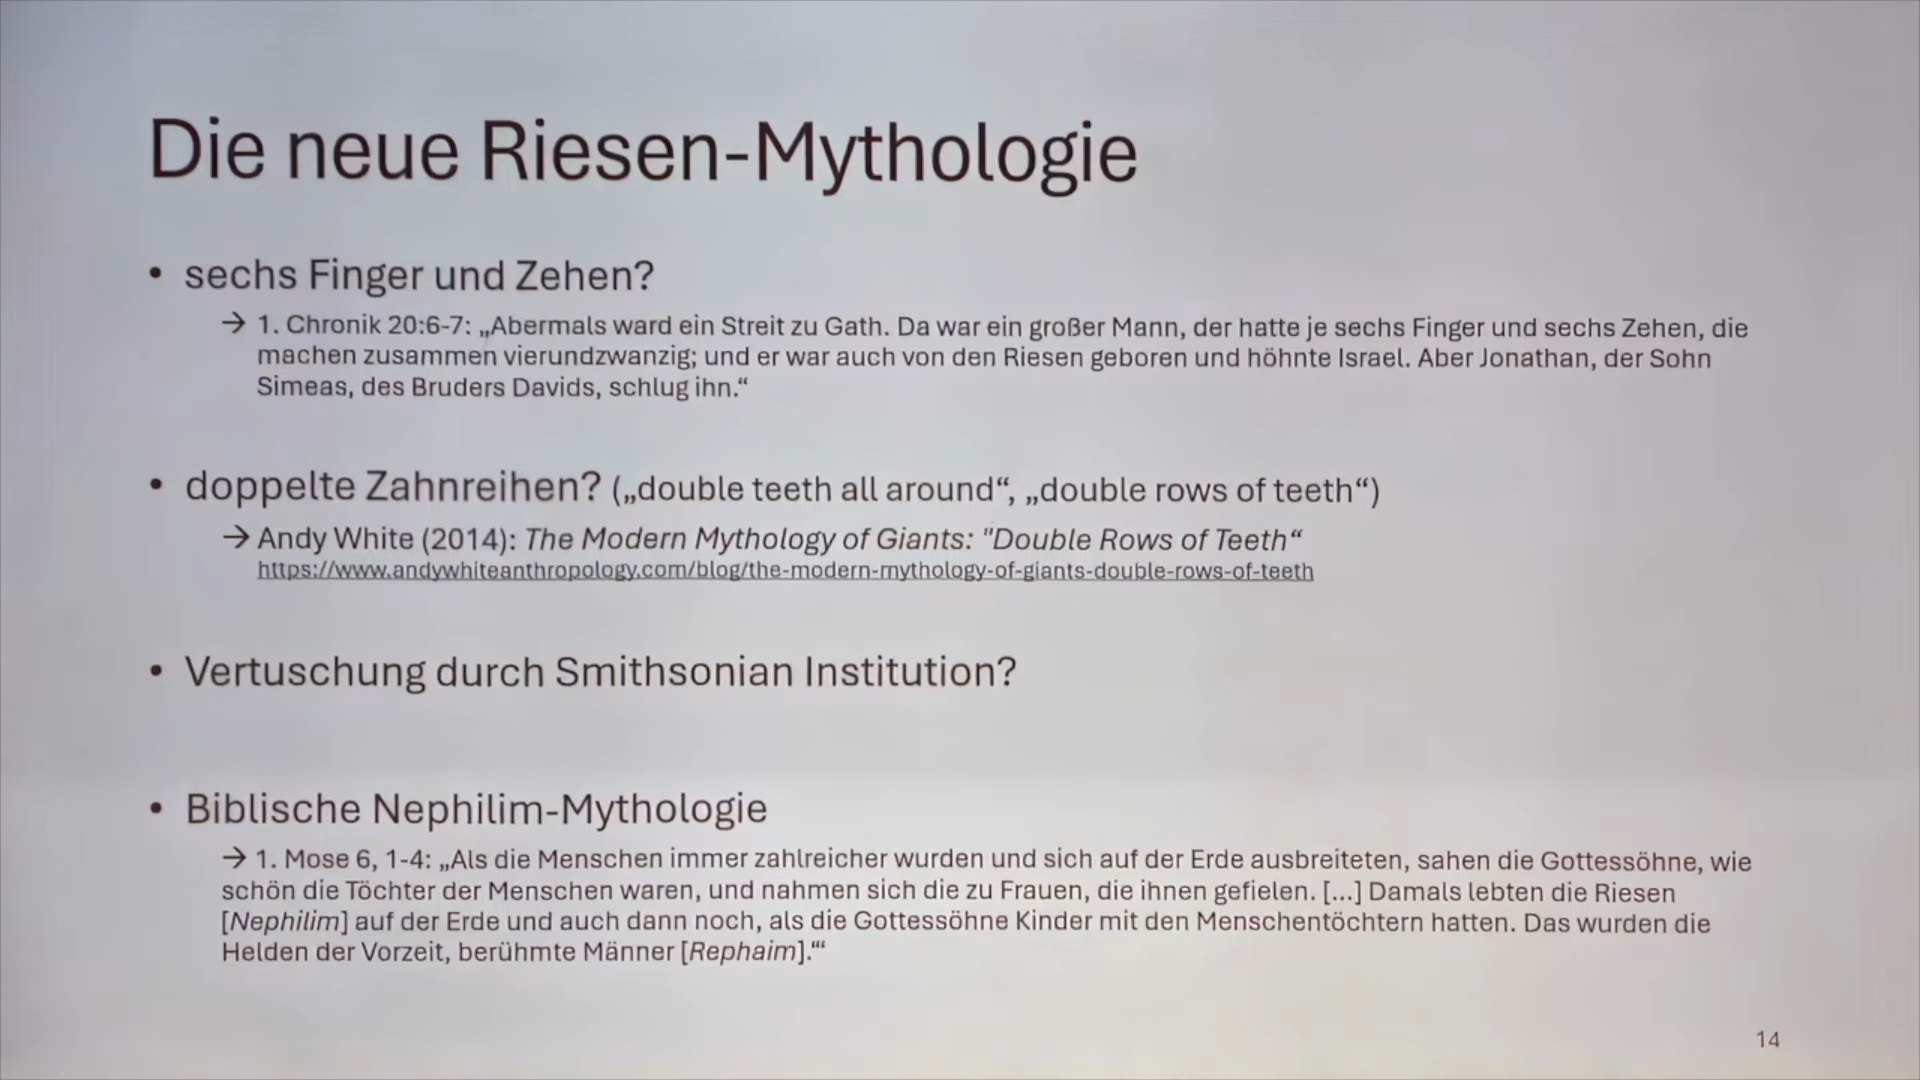 Die neue Riesen-Mythologie
• sechs Finger und Zehen?
→ 1. Chronik 20:6-7: „Abermals ward ein Streit zu Gath. Da war ein großer Mann, der hatte je sechs Finger und sechs Zehen, die
machen zusammen vierundzwanzig; und er war auch von den Riesen geboren und höhnte Israel. Aber Jonathan, der Sohn
Simeas, des Bruders Davids, schlug ihn.“
• doppelte Zahnreihen? („double teeth all around“, „double rows of teeth“)
→ Andy White (2014): The Modern Mythology of Giants: "Double Rows of Teeth“
https://www.andywhiteanthropology.com/blog/the-modern-mythology-of-giants-double-rows-of-teeth
• Vertuschung durch Smithsonian Institution?
• Biblische Nephilim-Mythologie
→ 1. Mose 6, 1-4: „Als die Menschen immer zahlreicher wurden und sich auf der Erde ausbreiteten, sahen die Gottessöhne, wie
schön die Töchter der Menschen waren, und nahmen sich die zu Frauen, die ihnen gefielen. [...] Damals lebten die Riesen
[Nephilim] auf der Erde und auch dann noch, als die Gottessöhne Kinder mit den Menschentöchtern hatten. Das wurden die
Helden der Vorzeit, berühmte Männer [Rephaim].“‘
14